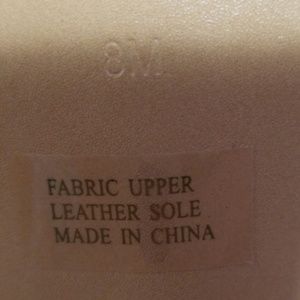 8M
FABRIC UPPER
LEATHER SOLE
MADE IN CHINA